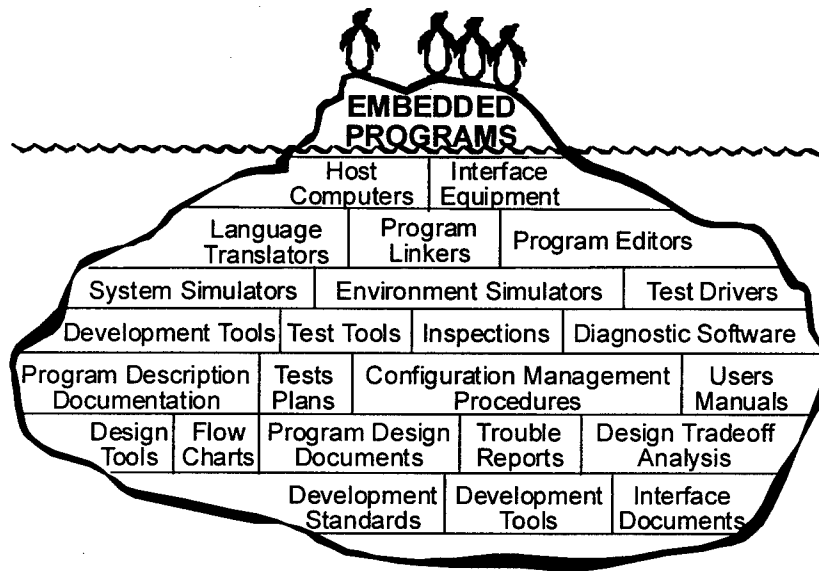 EMBEDDED
PROGRAMS
Host
Computers
Interface
Equipment
Language
Translators
Program
Linkers
Program Editors
System Simulators
Environment Simulators
Test Drivers
Development Tools
Test Tools
Inspections
Diagnostic Software
Program Description
Documentation
Tests
Plans
Configuration Management
Procedures
Users
Manuals
Design
Tools
Flow
Charts
Program Design
Documents
Trouble
Reports
Design Tradeoff
Analysis
Development
Standards
Development
Tools
Interface
Documents